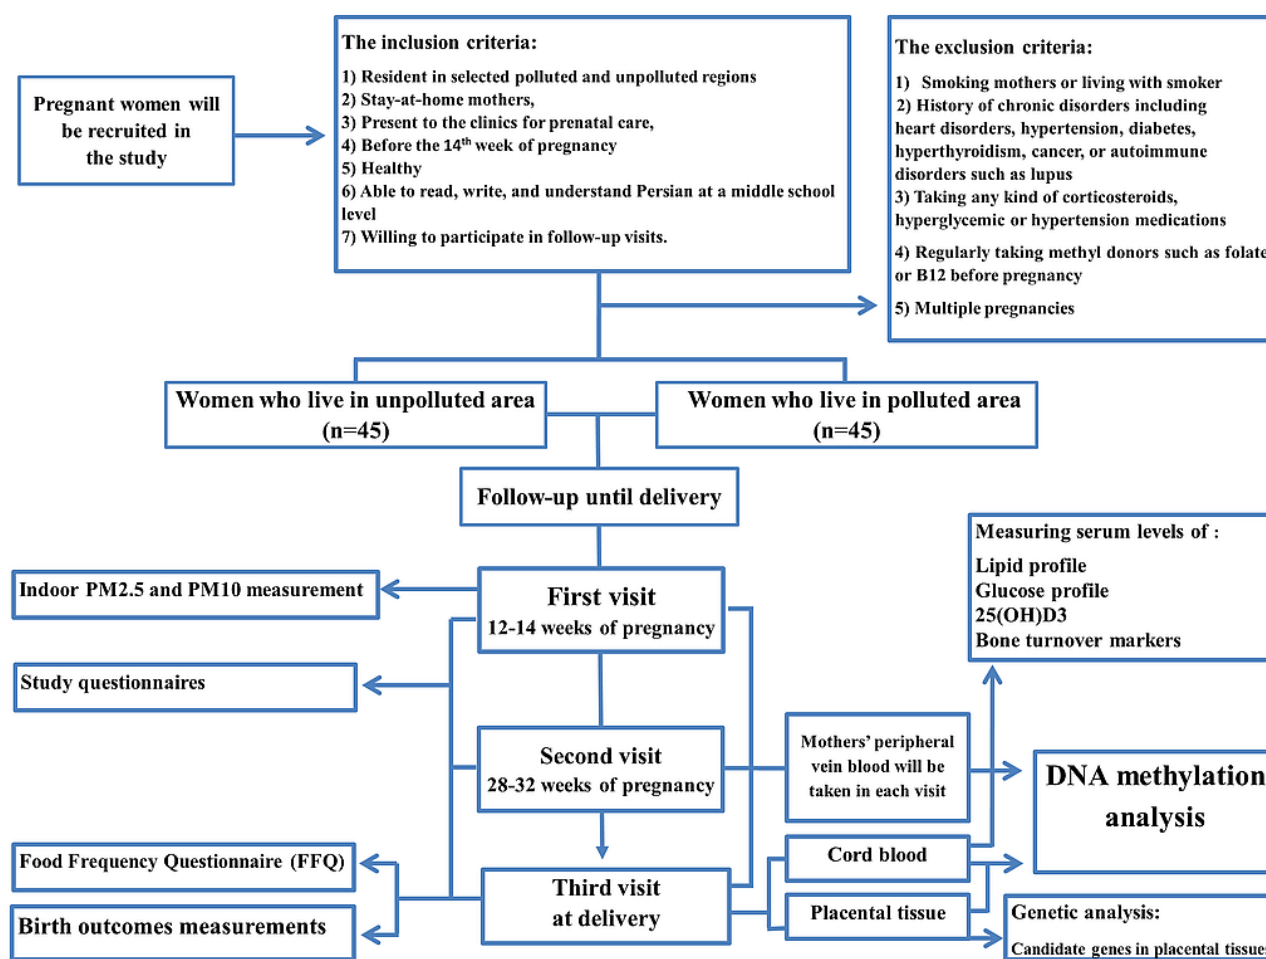 Pregnant women will
be recruited in
the study
The inclusion criteria:
1) Resident in selected polluted and unpolluted regions
2) Stay-at-home mothers,
3) Present to the clinics for prenatal care,
4) Before the 14th week of pregnancy
5) Healthy
6) Able to read, write, and understand Persian at a middle school
level
7) Willing to participate in follow-up visits.
The exclusion criteria:
1) Smoking mothers or living with smoker
2) History of chronic disorders including
heart disorders, hypertension, diabetes,
hyperthyroidism, cancer, or autoimmune
disorders such as lupus
3) Taking any kind of corticosteroids,
hyperglycemic or hypertension medications
4) Regularly taking methyl donors such as folate
or B12 before pregnancy
5) Multiple pregnancies
Women who live in unpolluted area
(n=45)
Women who live in polluted area
(n=45)
Follow-up until delivery
First visit
12-14 weeks of pregnancy
Indoor PM2.5 and PM10 measurement
Study questionnaires
Second visit
28-32 weeks of pregnancy
Food Frequency Questionnaire (FFQ)
Birth outcomes measurements
Third visit
at delivery
Mothers’ peripheral
vein blood will be
taken in each visit
Cord blood
Placental tissue
Measuring serum levels of :
Lipid profile
Glucose profile
25(OH)D3
Bone turnover markers
DNA methylation
analysis
Genetic analysis:
Candidate genes in placental tissues